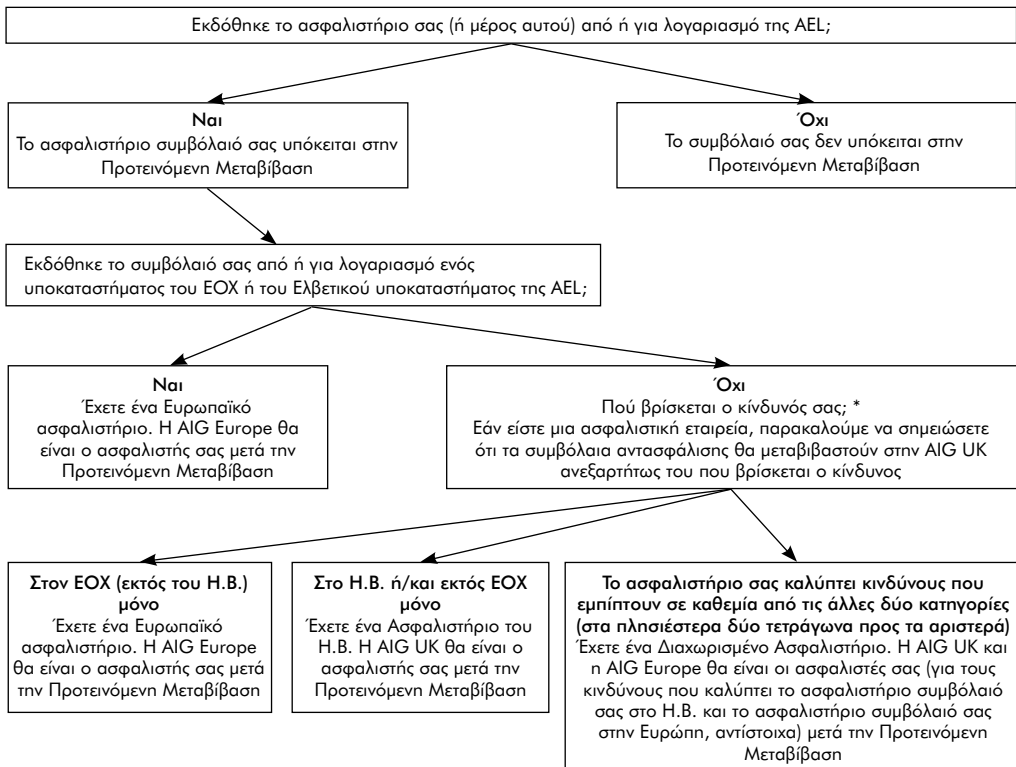 Εκδόθηκε το ασφαλιστήριο σας (ή μέρος αυτού) από ή για λογαριασμό της AEL;
Ναι
Το ασφαλιστήριο συμβόλαιό σας υπόκειται στην
Προτεινόμενη Μεταβίβαση
Όχι
Το συμβόλαιό σας δεν υπόκειται στην
Προτεινόμενη Μεταβίβαση
Εκδόθηκε το συμβόλαιό σας από ή για λογαριασμό ενός
υποκαταστήματος του ΕΟΧ ή του Ελβετικού υποκαταστήματος της AEL;
Ναι
Έχετε ένα Ευρωπαϊκό
ασφαλιστήριο. Η AIG Europe θα
είναι ο ασφαλιστής σας μετά την
Προτεινόμενη Μεταβίβαση
Όχι
Πού βρίσκεται ο κίνδυνός σας; *
Εάν είστε μια ασφαλιστική εταιρεία, παρακαλούμε να σημειώσετε
ότι τα συμβόλαια αντασφάλισης θα μεταβιβαστούν στην AIG UK
ανεξαρτήτως του που βρίσκεται ο κίνδυνος
Στον ΕΟΧ (εκτός του Η.Β.)
μόνο
Έχετε ένα Ευρωπαϊκό
ασφαλιστήριο. Η AIG Europe
θα είναι ο ασφαλιστής σας μετά
την Προτεινόμενη Μεταβίβαση
Στο Η.Β. ή/και εκτός ΕΟΧ
μόνο
Έχετε ένα Ασφαλιστήριο του
Η.Β. Η AIG UK θα είναι ο
ασφαλιστής σας μετά την
Προτεινόμενη Μεταβίβαση
Το ασφαλιστήριο σας καλύπτει κινδύνους που
εμπίπτουν σε καθεμία από τις άλλες δύο κατηγορίες
(στα πλησιέστερα δύο τετράγωνα προς τα αριστερά)
Έχετε ένα Διαχωρισμένο Ασφαλιστήριο. Η AIG UK και
η AIG Europe θα είναι οι ασφαλιστές σας (για τους
κινδύνους που καλύπτει το ασφαλιστήριο συμβόλαιό
σας στο Η.Β. και το ασφαλιστήριο συμβόλαιό σας
στην Ευρώπη, αντίστοιχα) μετά την Προτεινόμενη
Μεταβίβαση